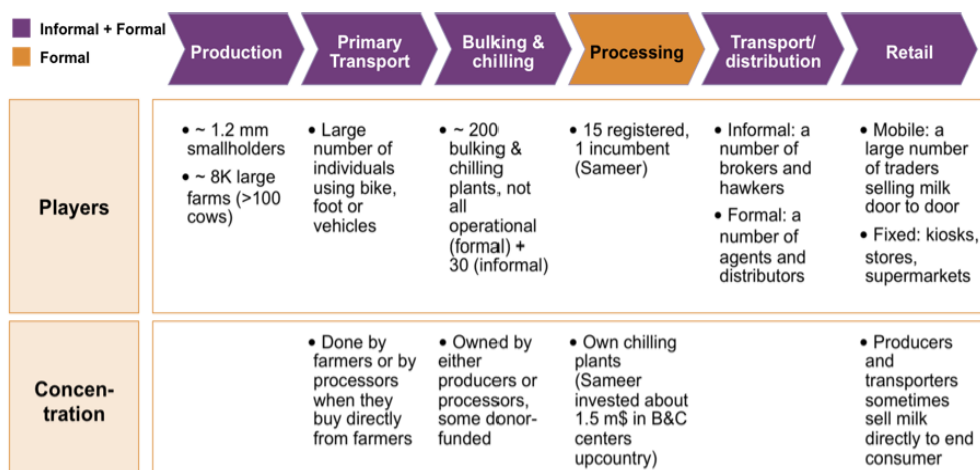 Informal + Formal
Formal
Production
Primary
Transport
Bulking &
chilling
Processing
Transport/
distribution
Retail
Players
• ~ 1.2 mm
smallholders
• ~ 8K large
farms (>100
cows)
• Large
number of
individuals
using bike,
foot or
vehicles
• ~ 200
bulking &
chilling
plants, not
all
operational
(formal) +
30 (informal)
• 15 registered,
1 incumbent
(Sameer)
• Informal: a
number of
brokers and
hawkers
• Formal: a
number of
agents and
distributors
• Mobile: a
large number
of traders
selling milk
door to door
• Fixed: kiosks,
stores,
supermarkets
Concen-
tration
• Done by
farmers or by
processors
when they
buy directly
from farmers
• Owned by
either
producers or
processors,
some donor-
funded
• Own chilling
plants
(Sameer
invested about
1.5 m$ in B&C
centers
upcountry)
• Producers
and
transporters
sometimes
sell milk
directly to end
consumer